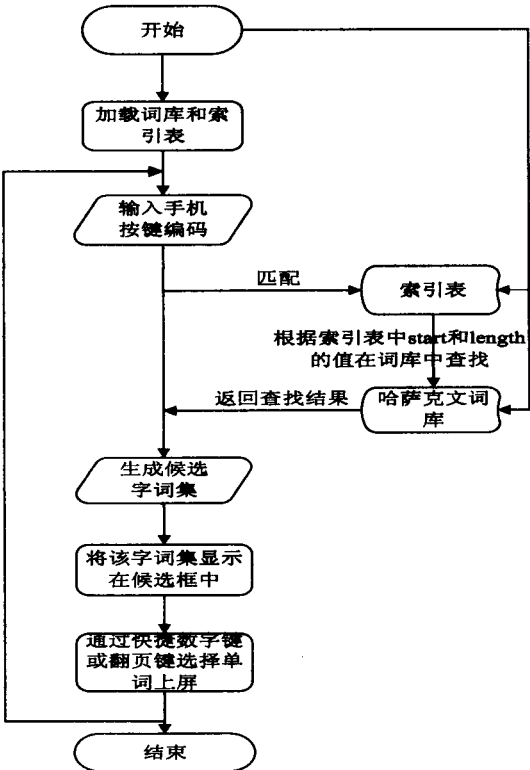 开始
加载词库和索
引表
输入手机
按键编码
匹配
索引表
根据索引表中start和length
的值在词库中查找
返回查找结果
哈萨克文词
库
生成候选
字词集
将该字词集显示
在候选框中
通过快捷数字键
或翻页键选择单
词上屏
结束